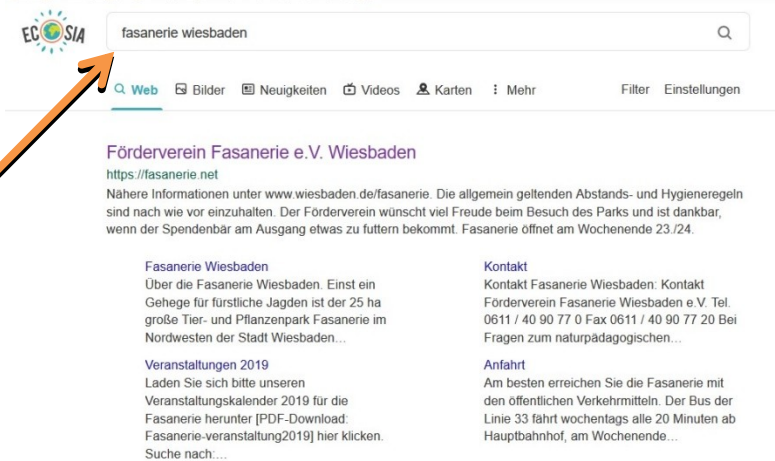 ECOSIA
fasanerie wiesbaden
Web Bilder Neuigkeiten Videos Karten Mehr Filter Einstellungen
Förderverein Fasanerie e.V. Wiesbaden
https://fasanerie.net
Nähere Informationen unter www.wiesbaden.de/fasanerie. Die allgemein geltenden Abstands- und Hygieneregeln
sind nach wie vor einzuhalten. Der Förderverein wünscht viel Freude beim Besuch des Parks und ist dankbar,
wenn der Spendenbär am Ausgang etwas zu futtern bekommt. Fasanerie öffnet am Wochenende 23./24.
Fasanerie Wiesbaden
Über die Fasanerie Wiesbaden. Einst ein
Gehege für fürstliche Jagden ist der 25 ha
große Tier- und Pflanzenpark Fasanerie im
Nordwesten der Stadt Wiesbaden...
Kontakt
Kontakt Fasanerie Wiesbaden: Kontakt
Förderverein Fasanerie Wiesbaden e.V. Tel.
0611 / 40 90 77 0 Fax 0611 / 40 90 77 20 Bei
Fragen zum naturpädagogischen...
Veranstaltungen 2019
Laden Sie sich bitte unseren
Veranstaltungskalender 2019 für die
Fasanerie herunter [PDF-Download:
Fasanerie-veranstaltung2019] hier klicken.
Suche nach:...
Anfahrt
Am besten erreichen Sie die Fasanerie mit
den öffentlichen Verkehrmitteln. Der Bus der
Linie 33 fährt wochentags alle 20 Minuten ab
Hauptbahnhof, am Wochenende...